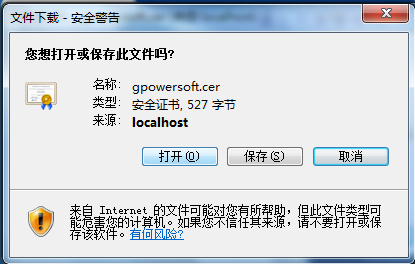 文件下载 - 安全警告
您想打开或保存此文件吗?
名称: gpowersoft.cer
类型: 安全证书, 527 字节
来源: localhost
打开(O) 保存(S) 取消
来自 Internet 的文件可能对您有所帮助，但此文件类型可
能危害您的计算机。如果您不信任其来源，请不要打开或保
存该软件。有何风险?